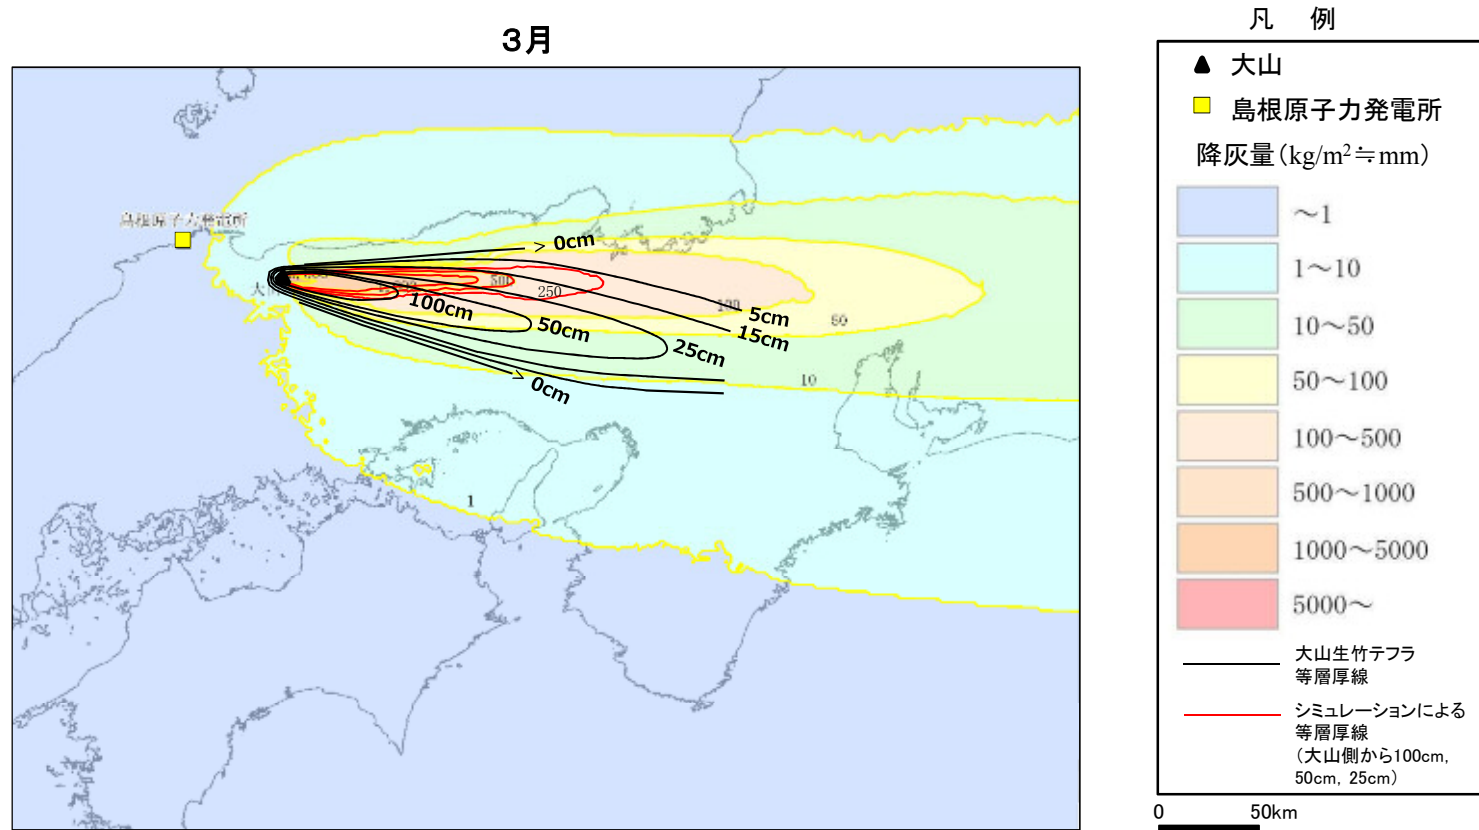 3月
島根原子力発電所
大山
> 0cm
500
250
100cm
100
5cm
50
15cm
50cm
25cm
10
> 0cm
1
凡 例
大山
島根原子力発電所
降灰量(kg/m²≒mm)
～1
1～10
10～50
50～100
100～500
500～1000
1000～5000
5000～
大山生竹テフラ
等層厚線
シミュレーションによる
等層厚線
(大山側から100cm,
50cm, 25cm)
0 50km